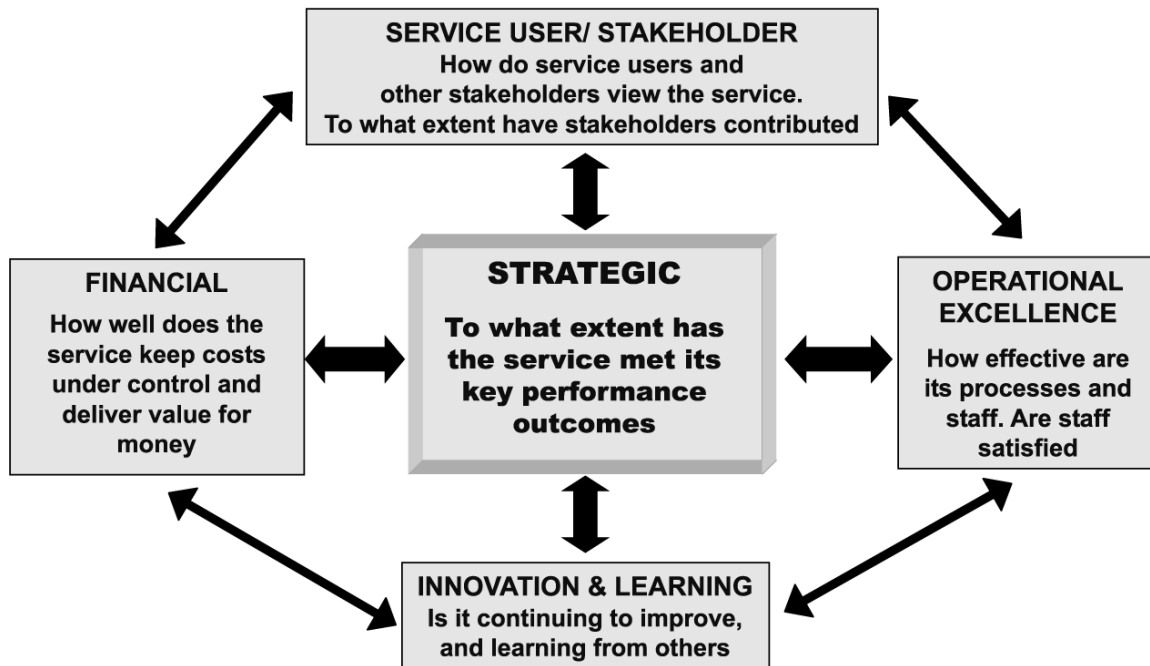 SERVICE USER/ STAKEHOLDER
How do service users and
other stakeholders view the service.
To what extent have stakeholders contributed
FINANCIAL
How well does the
service keep costs
under control and
deliver value for
money
STRATEGIC
To what extent has
the service met its
key performance
outcomes
OPERATIONAL
EXCELLENCE
How effective are
its processes and
staff. Are staff
satisfied
INNOVATION & LEARNING
Is it continuing to improve,
and learning from others